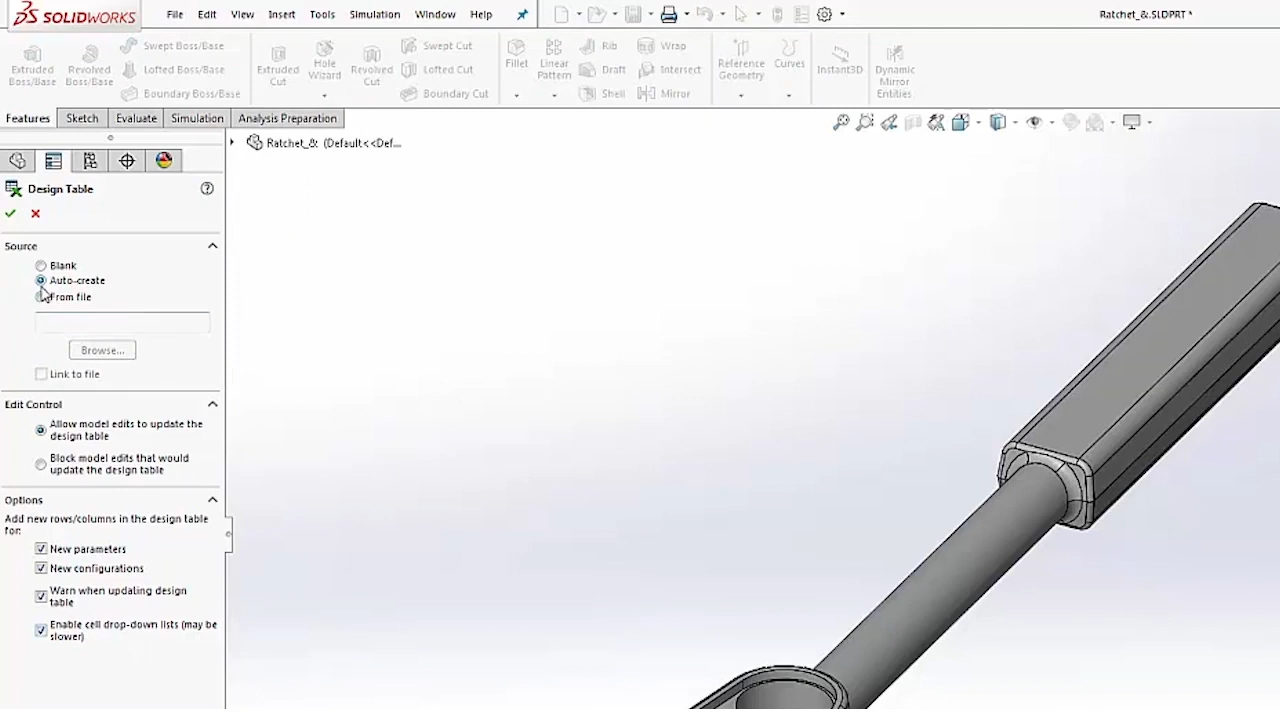 SOLIDWORKS File Edit View Insert Tools Simulation Window Help Ratchet_&.SLDPRT *
Extruded Boss/Base
Revolved Boss/Base
Swept Boss/Base
Lofted Boss/Base
Boundary Boss/Base
Extruded Cut
Hole Wizard
Revolved Cut
Swept Cut
Lofted Cut
Boundary Cut
Fillet
Linear Pattern
Rib
Draft
Shell
Wrap
Intersect
Mirror
Reference Geometry
Curves
Instant3D
Dynamic Mirror Entities
Features Sketch Evaluate Simulation Analysis Preparation
Ratchet_&: (Default<<Def...
Design Table
Source
Blank
Auto-create
From file
Browse...
Link to file
Edit Control
Allow model edits to update the
design table
Block model edits that would
update the design table
Options
Add new rows/columns in the design table
for:
New parameters
New configurations
Warn when updating design
table
Enable cell drop-down lists (may be
slower)